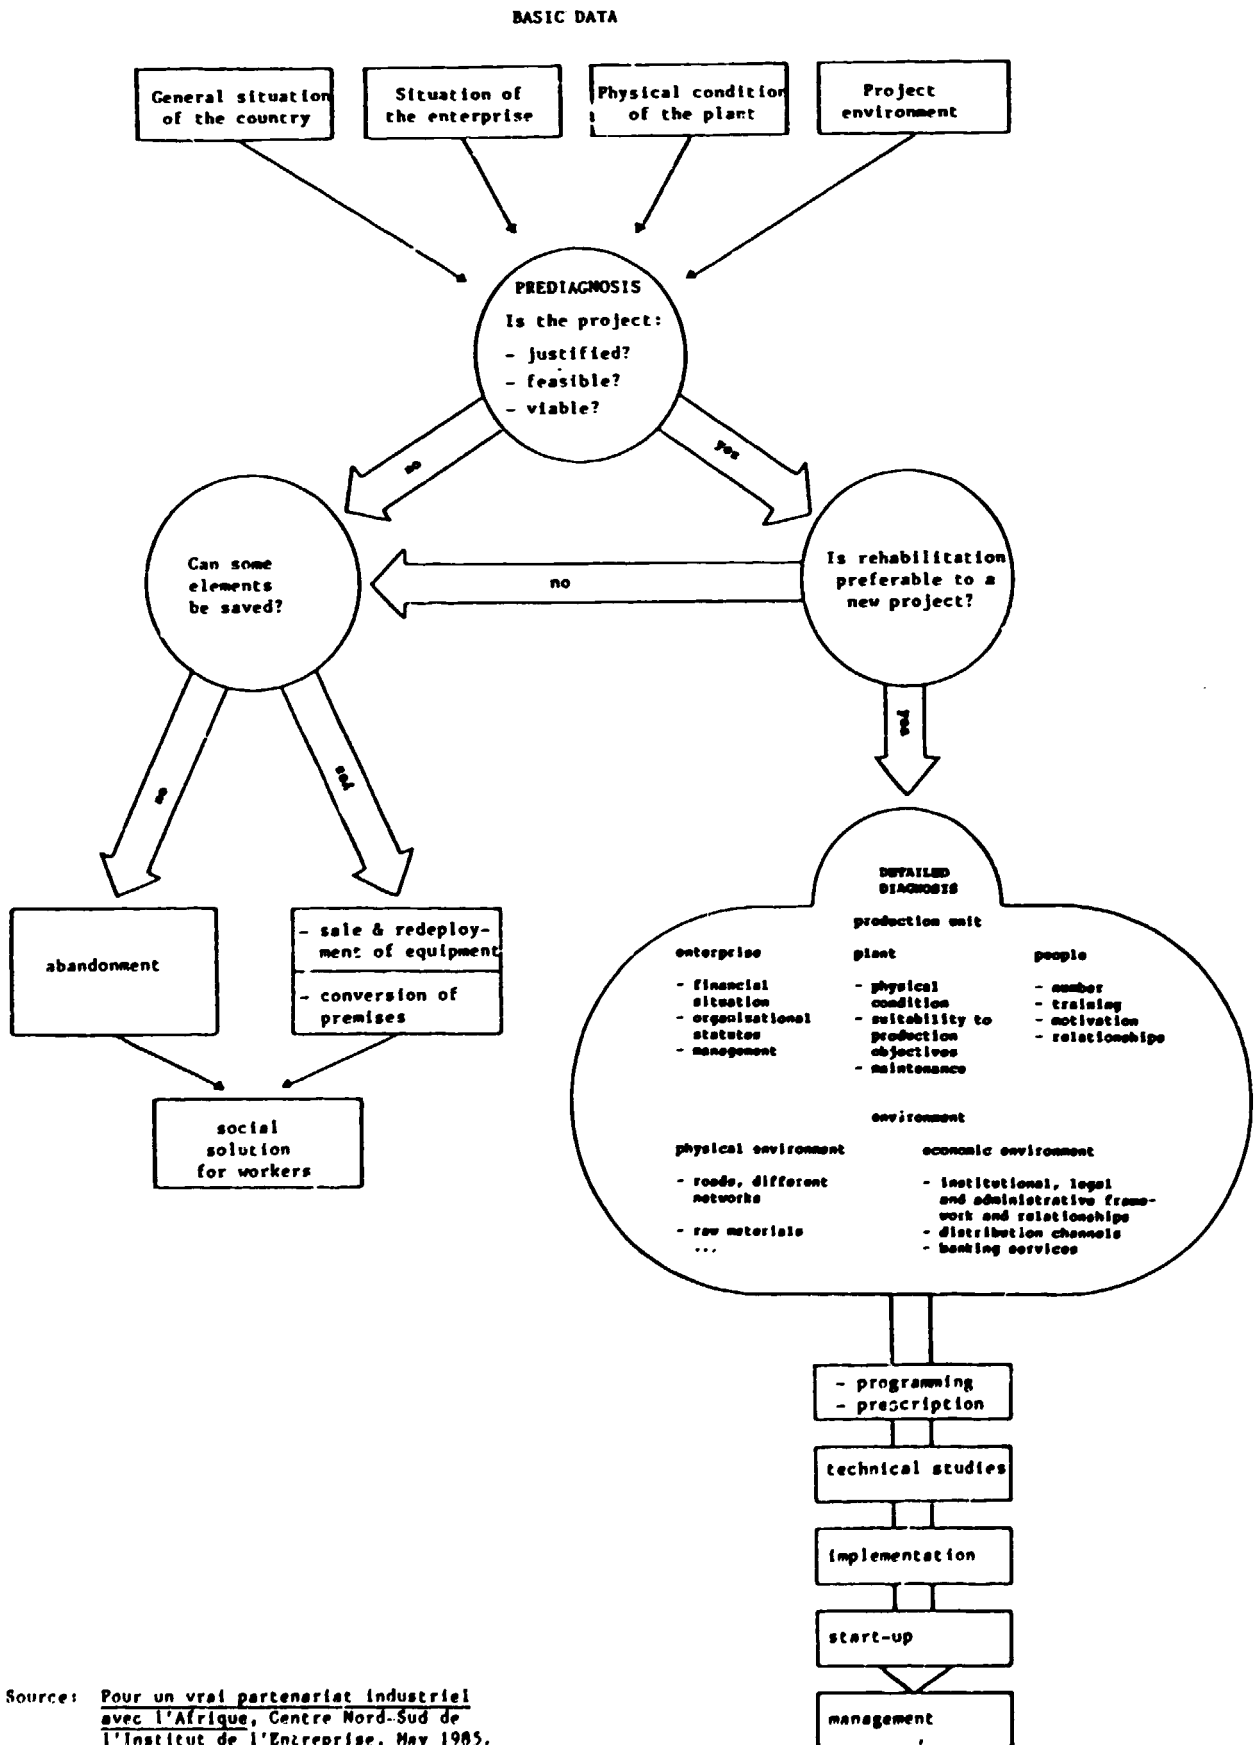 BASIC DATA
General situation
of the country
Situation of
the enterprise
Physical condition
of the plant
Project
environment
PREDIAGNOSIS
Is the project:
- justified?
- feasible?
- viable?
no
yes
Can some
elements
be saved?
no
Is rehabilitation
preferable to a
new project?
no
yes
yes
abandonment
- sale & redeploy-
ment of equipment
- conversion of
premises
social
solution
for workers
DETAILED
DIAGNOSIS
production unit
enterprise
- financial
situation
- organisational
statutes
- management
plant
- physical
condition
- suitability to
production
objectives
- maintenance
people
- number
- training
- motivation
- relationships
environment
physical environment
- roads, different
networks
- raw materials
...
economic environment
- institutional, legal
and administrative frame-
work and relationships
- distribution channels
- banking services
- programming
- prescription
technical studies
implementation
start-up
management
Source: Pour un vrai partenariat industriel
avec l'Afrique, Centre Nord-Sud de
l'Institut de l'Entreprise, May 1985.